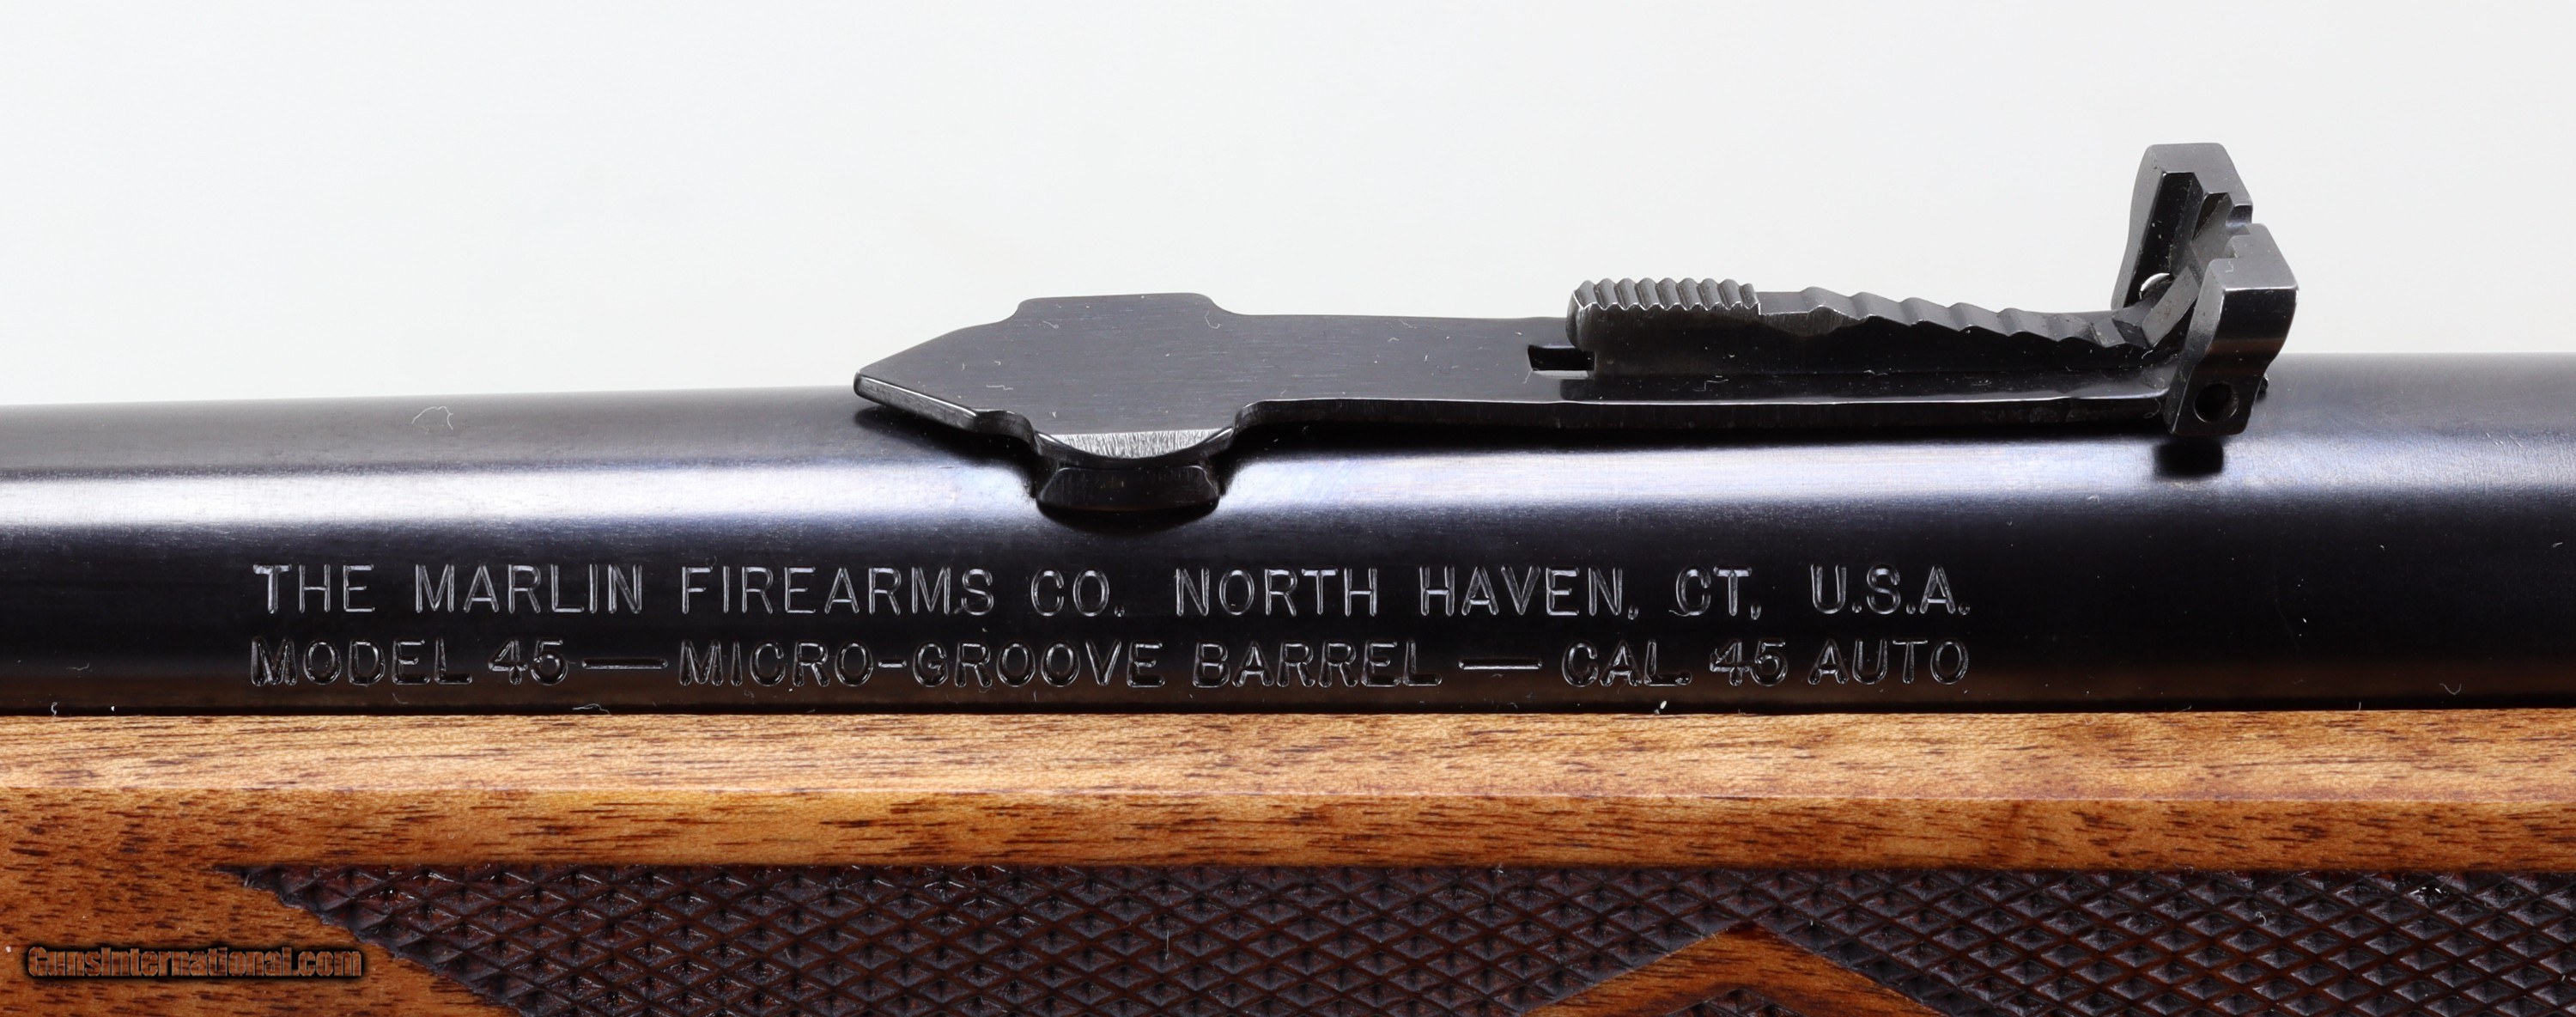 THE MARLIN FIREARMS CO. NORTH HAVEN, CT, U.S.A.
MODEL 45—MICRO-GROOVE BARREL—CAL. 45 AUTO
GunsInternational.com